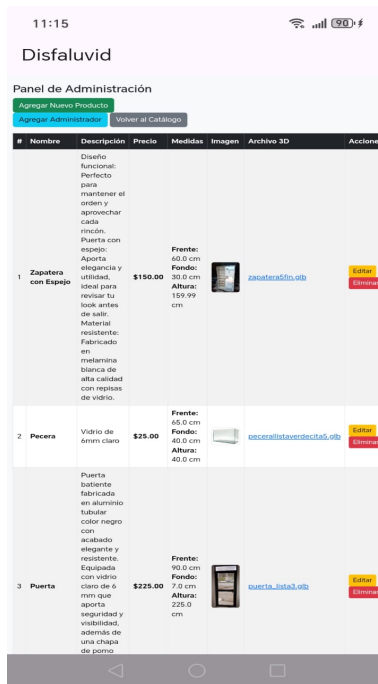 11:15
90
Disfaluvid
Panel de Administración
Agregar Nuevo Producto
Agregar Administrador
Volver al Catálogo
# Nombre Descripción Precio Medidas Imagen Archivo 3D Accione
1
Zapatera
con Espejo
Diseño
funcional:
Perfecto
para
mantener el
orden y
aprovechar
cada
rincón.
Puerta con
espejo:
Aporta
elegancia y
utilidad,
ideal para
revisar tu
look antes
de salir.
Material
resistente:
Fabricado
en
melamina
blanca de
alta calidad
con repisas
de vidrio.
$150.00
Frente:
60.0 cm
Fondo:
30.0 cm
Altura:
159.99
cm
zapatera5fin.glb
Editar
Elimina
2
Pecera
Vidrio de
6mm claro
$25.00
Frente:
65.0 cm
Fondo:
40.0 cm
Altura:
40.0 cm
pecerallistaverdecita5.glb
Editar
Elimina
3
Puerta
Puerta
batiente
fabricada
en aluminio
tubular
color negro
con
acabado
elegante y
resistente.
Equipada
con vidrio
claro de 6
mm que
aporta
seguridad y
visibilidad,
además de
una chapa
de pomo
$225.00
Frente:
90.0 cm
Fondo:
7.0 cm
Altura:
225.0
cm
puerta_lista3.glb
Editar
Elimina